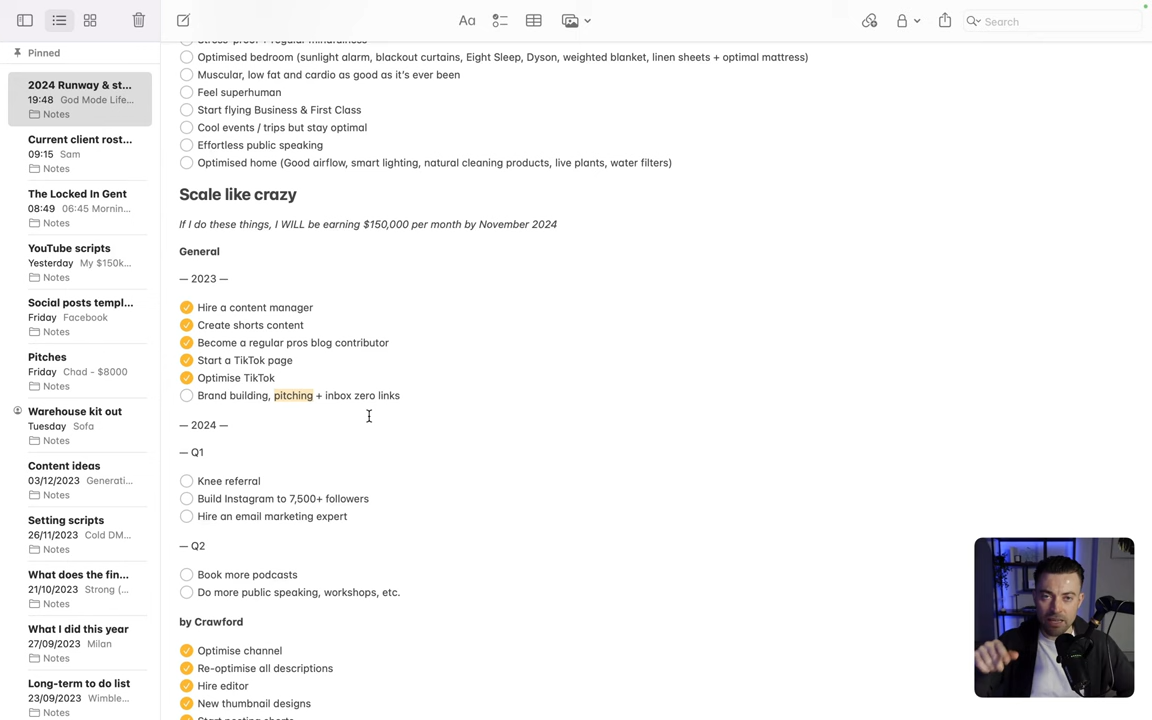 Search
Pinned
2024 Runway & st...
19:48 God Mode Life...
Notes
Current client rost...
09:15 Sam
Notes
The Locked In Gent
08:49 06:45 Mornin...
Notes
YouTube scripts
Yesterday My $150k...
Notes
Social posts templ...
Friday Facebook
Notes
Pitches
Friday Chad - $8000
Notes
Warehouse kit out
Tuesday Sofa
Notes
Content ideas
03/12/2023 Generati...
Notes
Setting scripts
26/11/2023 Cold DM...
Notes
What does the fin...
21/10/2023 Strong (...
Notes
What I did this year
27/09/2023 Milan
Notes
Long-term to do list
23/09/2023 Wimble...
Notes
Aa
Optimised bedroom (sunlight alarm, blackout curtains, Eight Sleep, Dyson, weighted blanket, linen sheets + optimal mattress)
Muscular, low fat and cardio as good as it's ever been
Feel superhuman
Start flying Business & First Class
Cool events / trips but stay optimal
Effortless public speaking
Optimised home (Good airflow, smart lighting, natural cleaning products, live plants, water filters)
Scale like crazy
If I do these things, I WILL be earning $150,000 per month by November 2024
General
— 2023 —
Hire a content manager
Create shorts content
Become a regular pros blog contributor
Start a TikTok page
Optimise TikTok
Brand building, pitching + inbox zero links
— 2024 —
— Q1
Knee referral
Build Instagram to 7,500+ followers
Hire an email marketing expert
— Q2
Book more podcasts
Do more public speaking, workshops, etc.
by Crawford
Optimise channel
Re-optimise all descriptions
Hire editor
New thumbnail designs